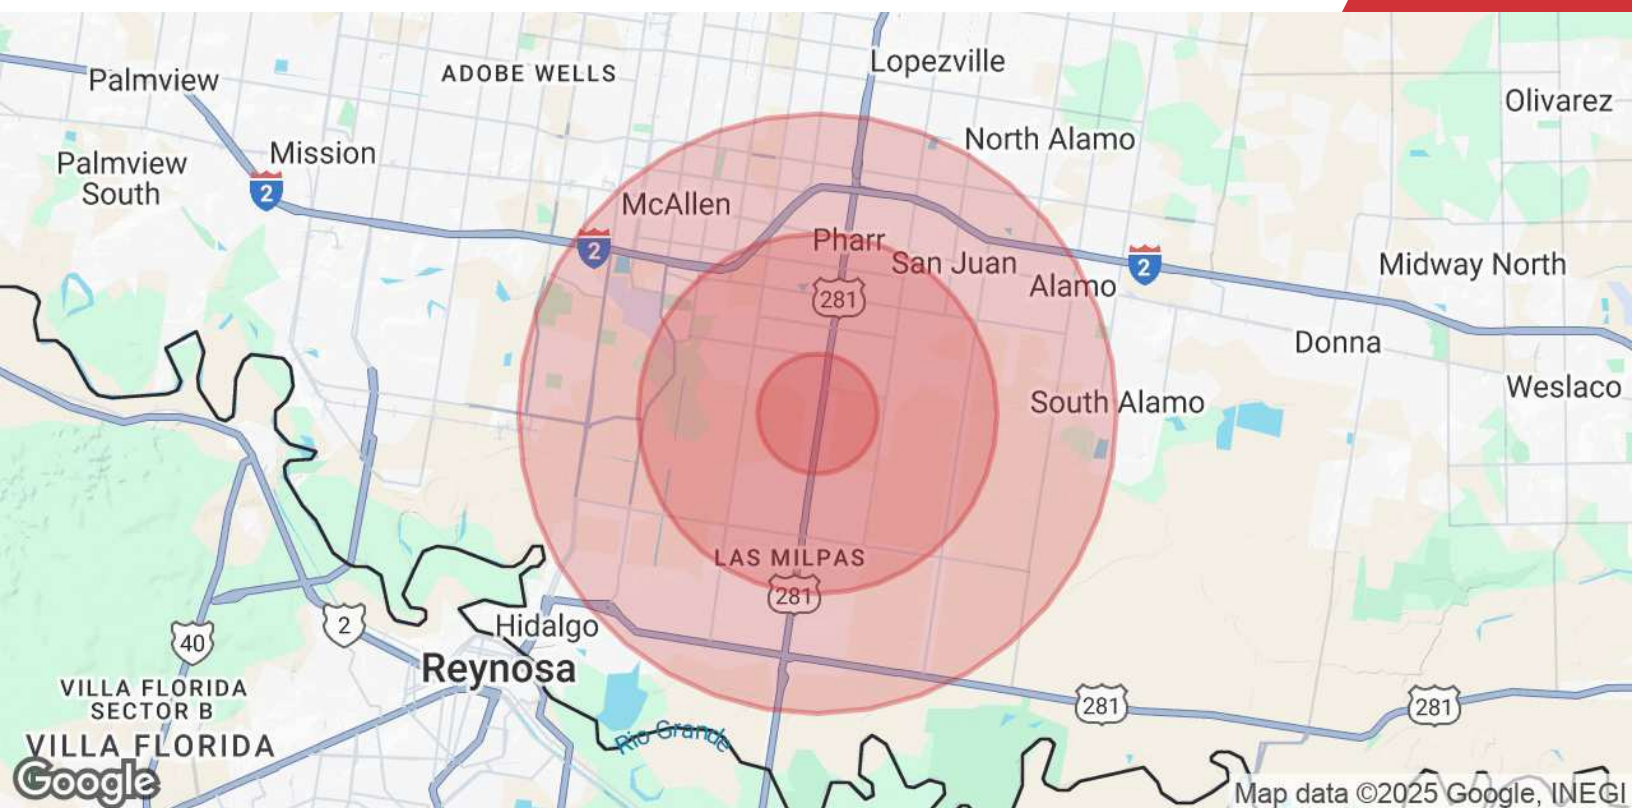 Lopezville
Palmview
ADOBE WELLS
Olivarez
North Alamo
Mission
Palmview
South
2
McAllen
Pharr
2
San Juan
2
Midway North
Alamo
281
Donna
Weslaco
South Alamo
LAS MILPAS
281
Hidalgo
2
40
Reynosa
VILLA FLORIDA
SECTOR B
281
281
VILLA FLORIDA
Rio Grande
Google
Map data ©2025 Google, INEGI